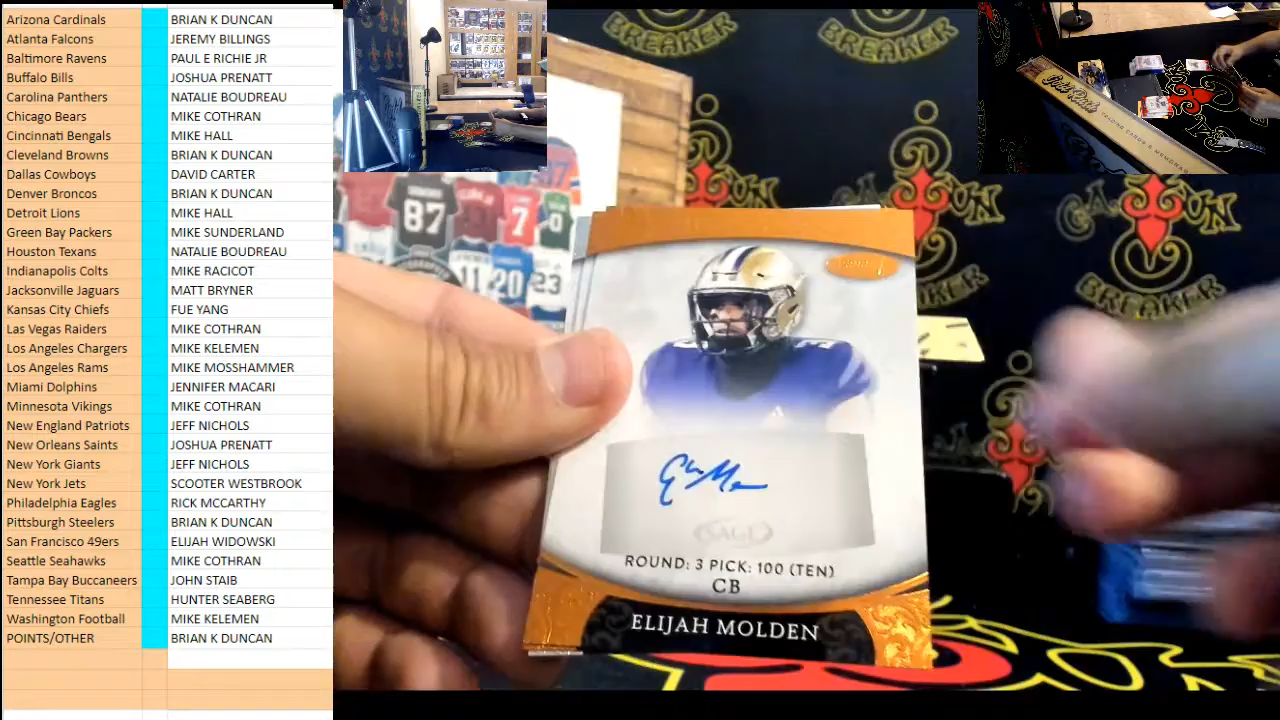 Arizona Cardinals BRIAN K DUNCAN
Atlanta Falcons JEREMY BILLINGS
Baltimore Ravens PAUL E RICHIE JR
Buffalo Bills JOSHUA PRENATT
Carolina Panthers NATALIE BOUDREAU
Chicago Bears MIKE COTHRAN
Cincinnati Bengals MIKE HALL
Cleveland Browns BRIAN K DUNCAN
Dallas Cowboys DAVID CARTER
Denver Broncos BRIAN K DUNCAN
Detroit Lions MIKE HALL
Green Bay Packers MIKE SUNDERLAND
Houston Texans NATALIE BOUDREAU
Indianapolis Colts MIKE RACICOT
Jacksonville Jaguars MATT BRYNER
Kansas City Chiefs FUE YANG
Las Vegas Raiders MIKE COTHRAN
Los Angeles Chargers MIKE KELEMEN
Los Angeles Rams MIKE MOSSHAMMER
Miami Dolphins JENNIFER MACARI
Minnesota Vikings MIKE COTHRAN
New England Patriots JEFF NICHOLS
New Orleans Saints JOSHUA PRENATT
New York Giants JEFF NICHOLS
New York Jets SCOOTER WESTBROOK
Philadelphia Eagles RICK MCCARTHY
Pittsburgh Steelers BRIAN K DUNCAN
San Francisco 49ers ELIJAH WIDOWSKI
Seattle Seahawks MIKE COTHRAN
Tampa Bay Buccaneers JOHN STAIB
Tennessee Titans HUNTER SEABERG
Washington Football MIKE KELEMEN
POINTS/OTHER BRIAN K DUNCAN
BREAKER
BREAKER
87
7
0
11
20
23
BREAKER
SAGE
ROUND: 3 PICK: 100 (TEN)
CB
ELIJAH MOLDEN